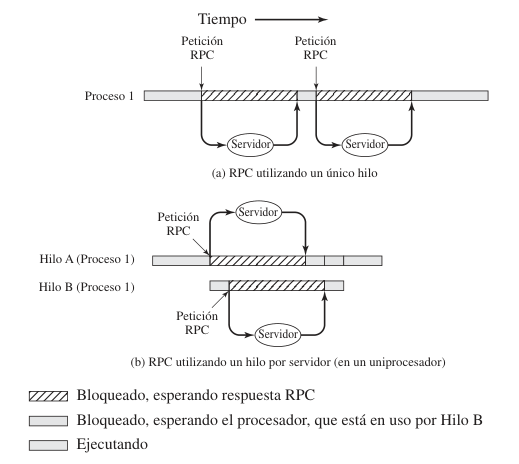 Tiempo
Petición
RPC
Petición
RPC
Proceso 1
Servidor
Servidor
(a) RPC utilizando un único hilo
Petición
RPC
Servidor
Hilo A (Proceso 1)
Hilo B (Proceso 1)
Petición
RPC
Servidor
(b) RPC utilizando un hilo por servidor (en un uniprocesador)
Bloqueado, esperando respuesta RPC
Bloqueado, esperando el procesador, que está en uso por Hilo B
Ejecutando